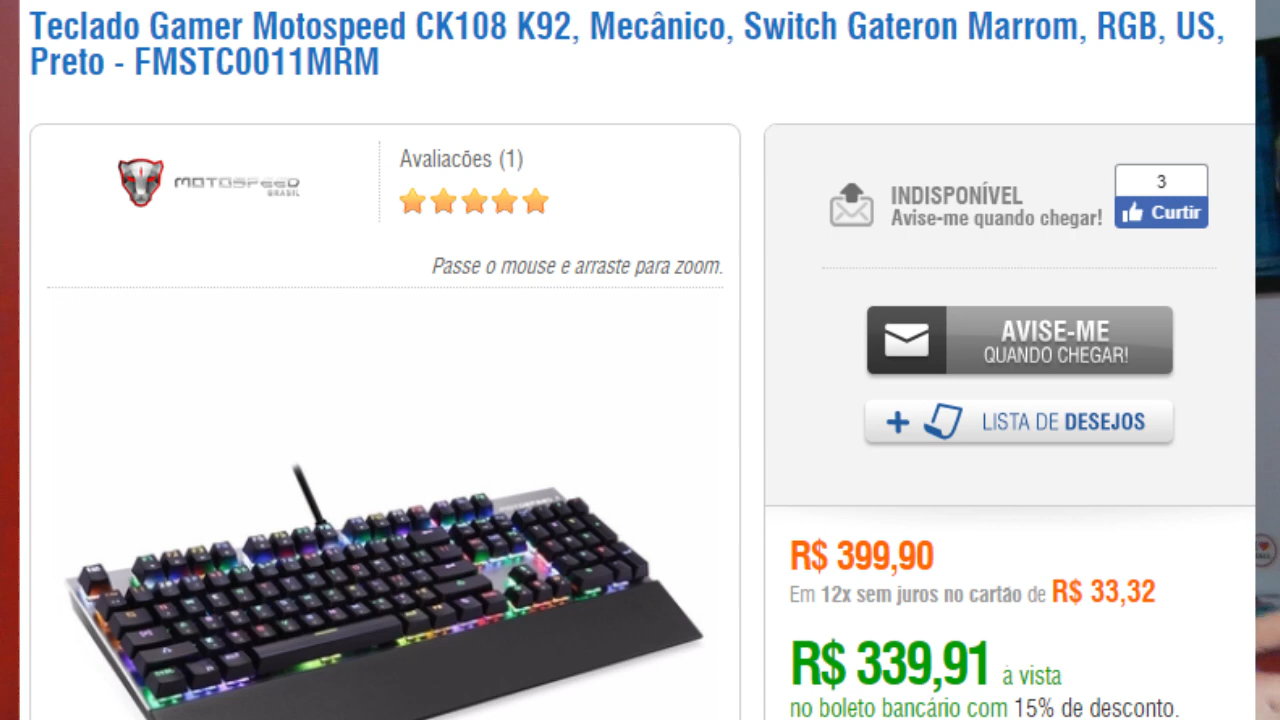 Teclado Gamer Motospeed CK108 K92, Mecânico, Switch Gateron Marrom, RGB, US,
Preto - FMSTC0011MRM
MOTOSPEED
BRASIL
Avaliacões (1)
Passe o mouse e arraste para zoom.
INDISPONÍVEL
Avise-me quando chegar!
3
Curtir
AVISE-ME
QUANDO CHEGAR!
+ LISTA DE DESEJOS
R$ 399,90
Em 12x sem juros no cartão de R$ 33,32
R$ 339,91 à vista
no boleto bancário com 15% de desconto.